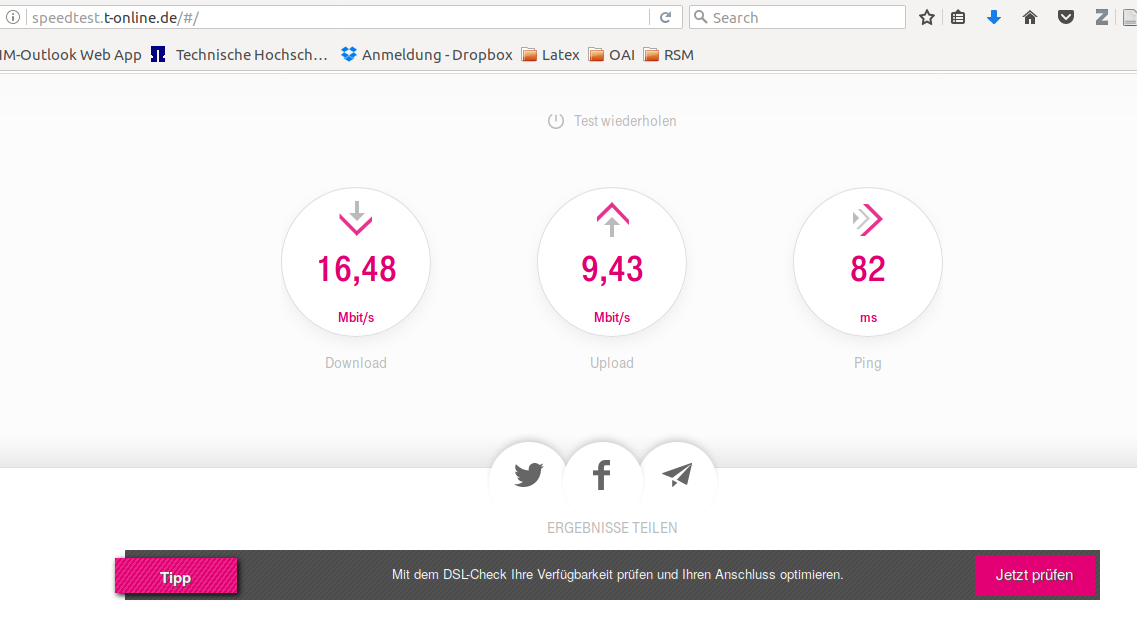 speedtest.t-online.de/#/
Search
IM-Outlook Web App
Technische Hochsch…
Anmeldung - Dropbox
Latex
OAI
RSM
Test wiederholen
16,48
9,43
82
Mbit/s
Mbit/s
ms
Download
Upload
Ping
ERGEBNISSE TEILEN
Tipp
Mit dem DSL-Check Ihre Verfügbarkeit prüfen und Ihren Anschluss optimieren.
Jetzt prüfen